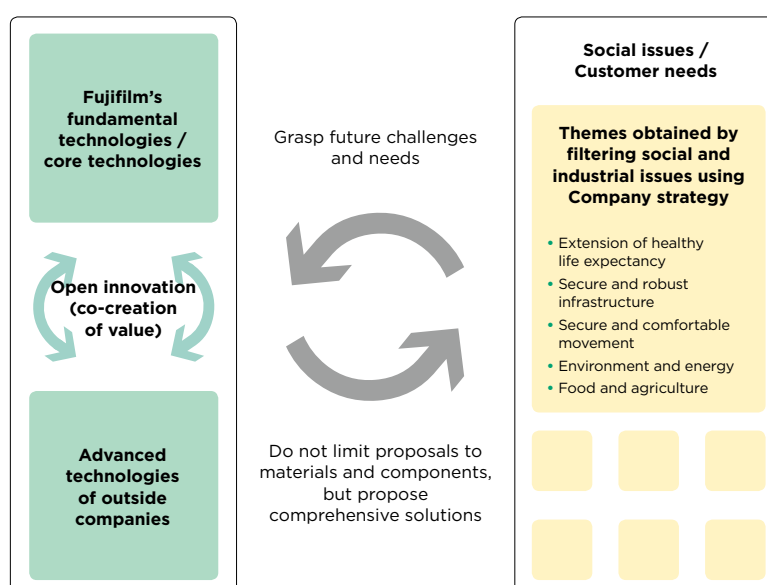 Fujifilm's
fundamental
technologies /
core technologies
Open innovation
(co-creation
of value)
Advanced
technologies
of outside
companies
Grasp future challenges
and needs
Do not limit proposals to
materials and components,
but propose
comprehensive solutions
Social issues /
Customer needs
Themes obtained by
filtering social and
industrial issues using
Company strategy
• Extension of healthy
life expectancy
• Secure and robust
infrastructure
• Secure and comfortable
movement
• Environment and energy
• Food and agriculture